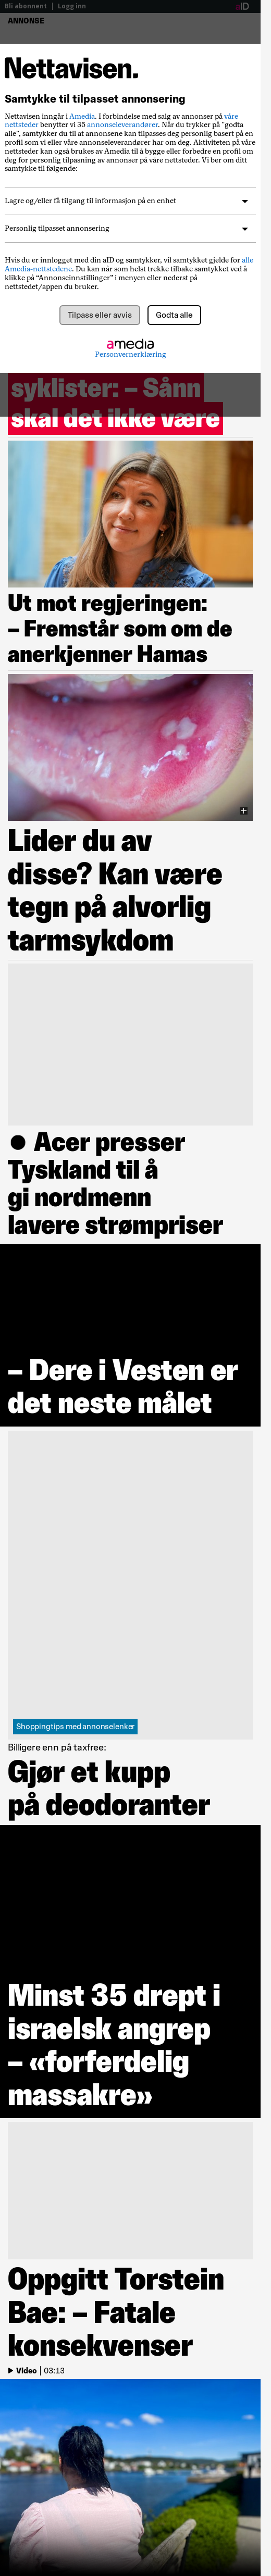 Bli abonnent | Logg inn
aID
ANNONSE
Nettavisen.
Samtykke til tilpasset annonsering
Nettavisen inngår i Amedia. I forbindelse med salg av annonser på våre
nettsteder benytter vi 35 annonseleverandører. Når du trykker på "godta
alle", samtykker du til at annonsene kan tilpasses deg personlig basert på en
profil som vi eller våre annonseleverandører har om deg. Aktiviteten på våre
nettsteder kan også brukes av Amedia til å bygge eller forbedre en profil om
deg for personlig tilpasning av annonser på våre nettsteder. Vi ber om ditt
samtykke til følgende:
Lagre og/eller få tilgang til informasjon på en enhet
Personlig tilpasset annonsering
Hvis du er innlogget med din aID og samtykker, vil samtykket gjelde for alle
Amedia-nettstedene. Du kan når som helst trekke tilbake samtykket ved å
klikke på “Annonseinnstillinger” i menyen eller nederst på
nettstedet/appen du bruker.
Tilpass eller avvis
Godta alle
amedia
Personvernerklæring
syklister: – Sånn
skal det ikke være
Ut mot regjeringen:
– Fremstår som om de
anerkjenner Hamas
Lider du av
disse? Kan være
tegn på alvorlig
tarmsykdom
● Acer presser
Tyskland til å
gi nordmenn
lavere strømpriser
– Dere i Vesten er
det neste målet
Shoppingtips med annonselenker
Billigere enn på taxfree:
Gjør et kupp
på deodoranter
Minst 35 drept i
israelsk angrep
– «forferdelig
massakre»
Oppgitt Torstein
Bae: – Fatale
konsekvenser
Video | 03:13